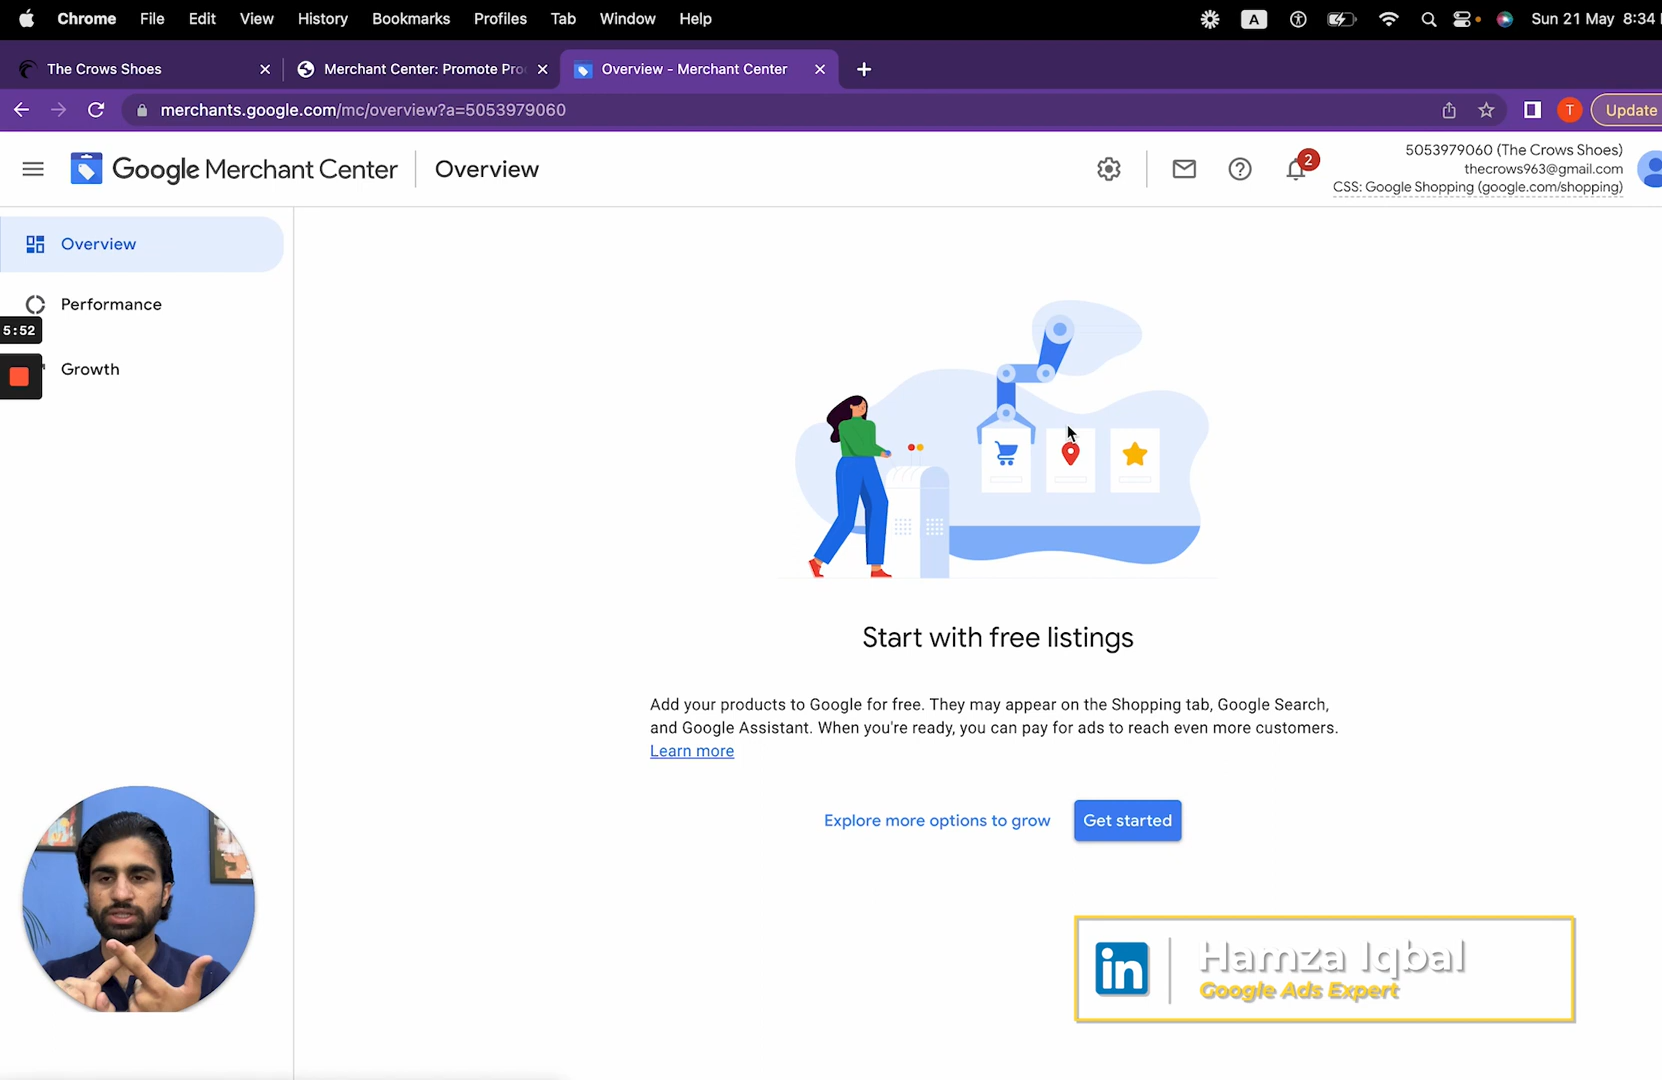 Chrome File Edit View History Bookmarks Profiles Tab Window Help A Sun 21 May 8:34
The Crows Shoes Merchant Center: Promote Pro Overview - Merchant Center
merchants.google.com/mc/overview?a=5053979060 T Update
Google Merchant Center Overview 2
5053979060 (The Crows Shoes)
thecrows963@gmail.com
CSS: Google Shopping (google.com/shopping)
Overview
Performance
5:52
Growth
Start with free listings
Add your products to Google for free. They may appear on the Shopping tab, Google Search,
and Google Assistant. When you're ready, you can pay for ads to reach even more customers.
Learn more
Explore more options to grow Get started
in Hamza Iqbal
Google Ads Expert